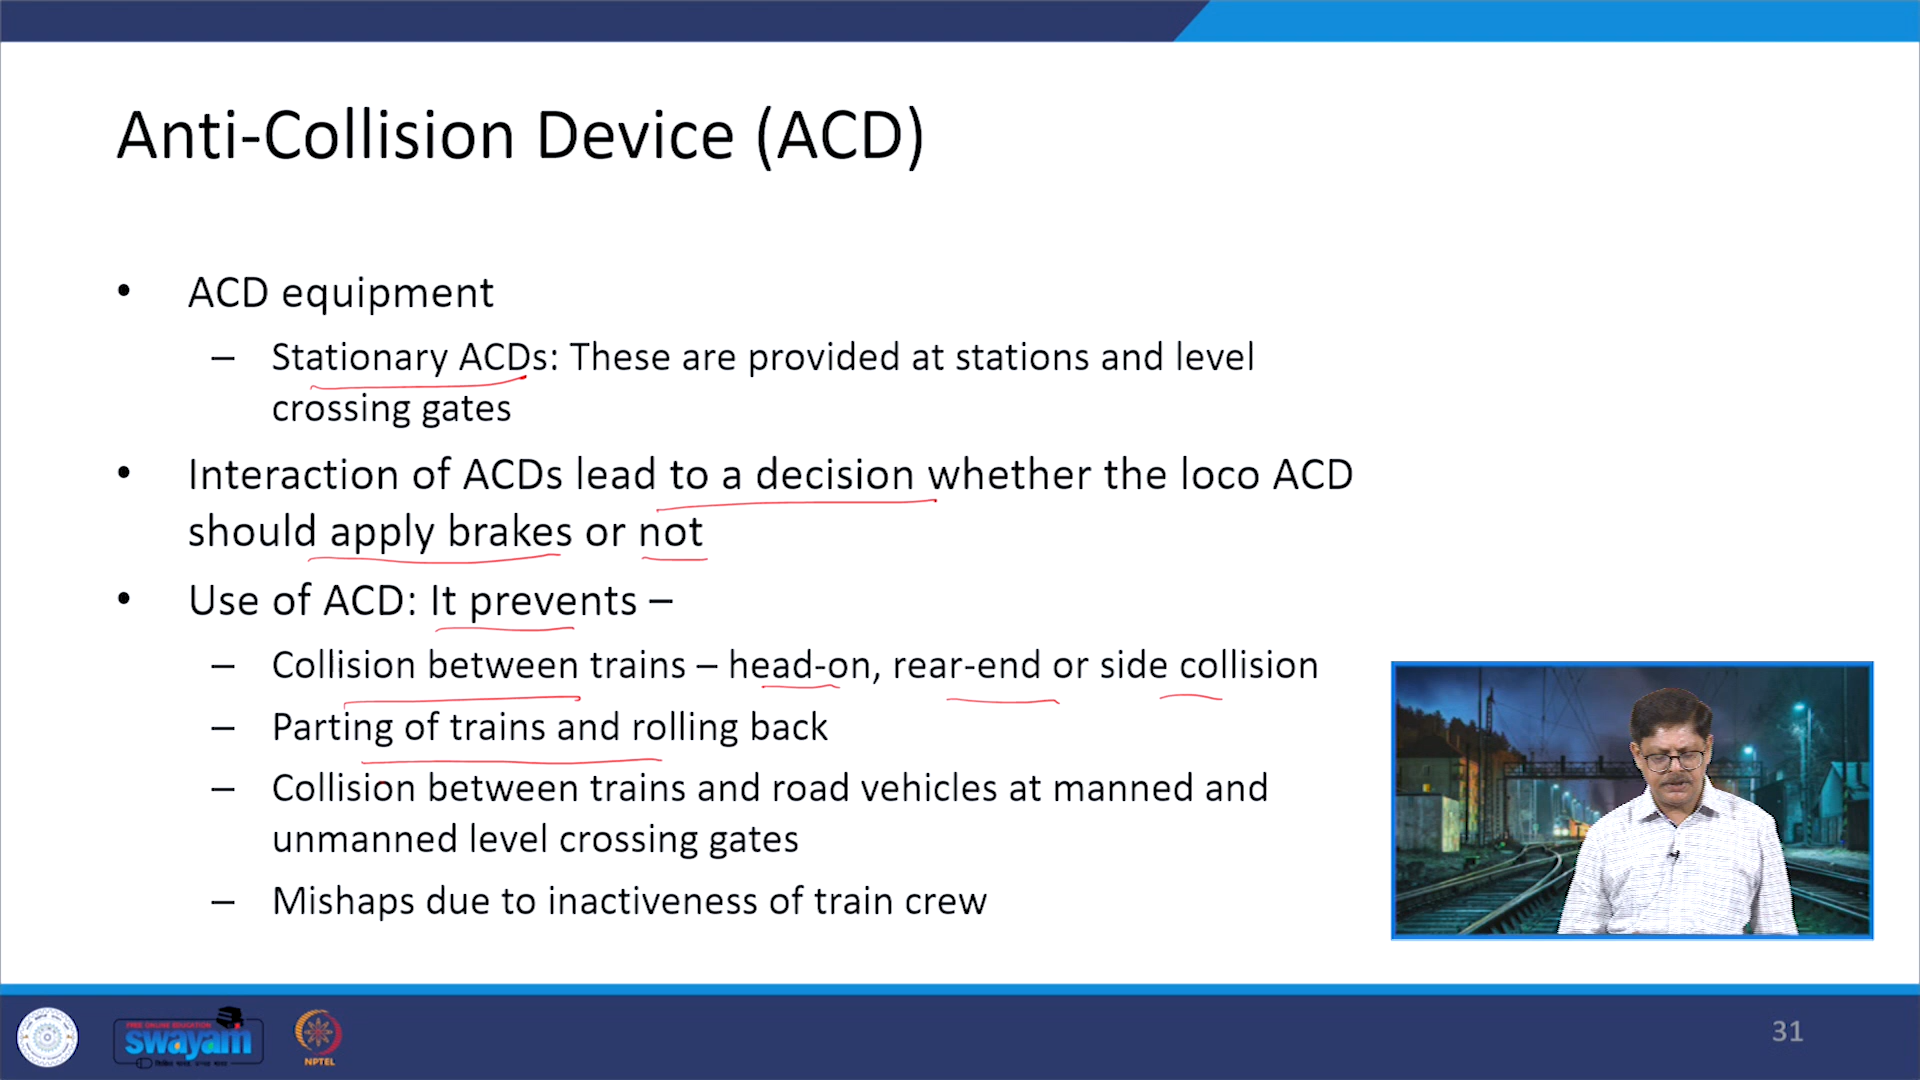 Anti-Collision Device (ACD)
• ACD equipment
– Stationary ACDs: These are provided at stations and level
crossing gates
• Interaction of ACDs lead to a decision whether the loco ACD
should apply brakes or not
• Use of ACD: It prevents –
– Collision between trains – head-on, rear-end or side collision
– Parting of trains and rolling back
– Collision between trains and road vehicles at manned and
unmanned level crossing gates
– Mishaps due to inactiveness of train crew
FREE ONLINE EDUCATION
swayam
NPTEL
31